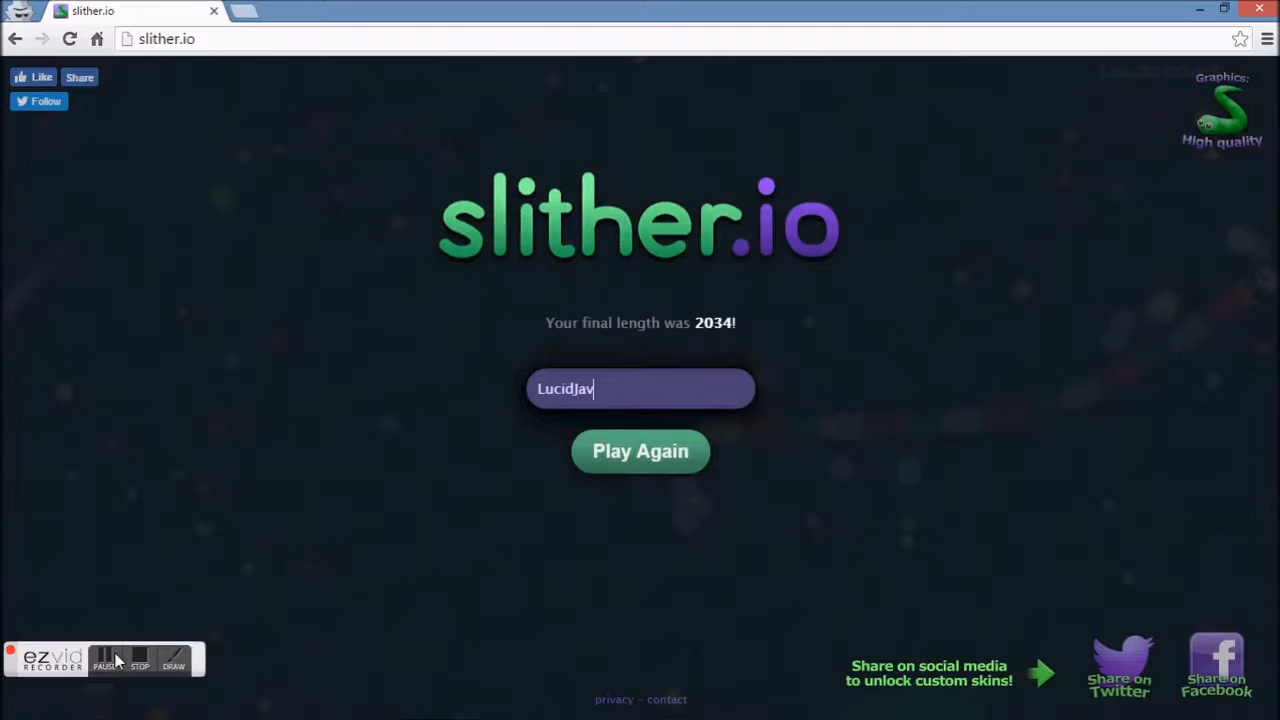 slither.io
slither.io
Like Share
Follow
Graphics:
High quality
slither.io
Your final length was 2034!
LucidJav
Play Again
ezvid
RECORDER
PAUSE STOP DRAW
Share on social media
to unlock custom skins!
Share on
Twitter
Share on
Facebook
privacy - contact